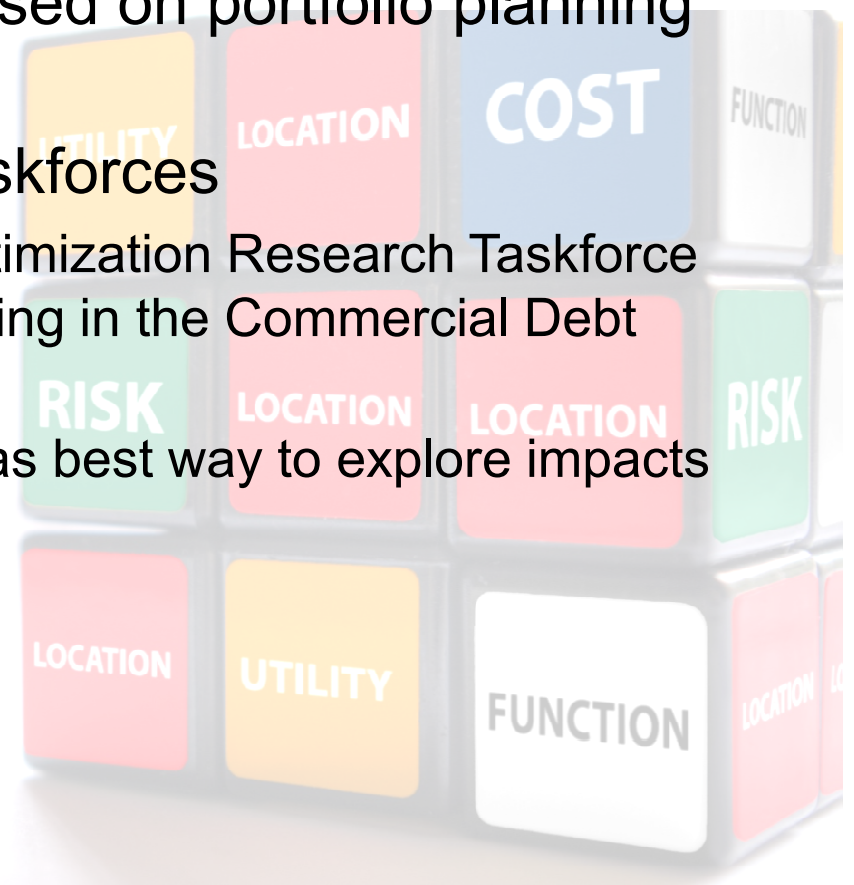 sed on portfolio planning
UTILITY LOCATION COST FUNCTION
skforces
timization Research Taskforce
ing in the Commercial Debt
RISK LOCATION LOCATION RISK
as best way to explore impacts
LOCATION UTILITY FUNCTION LOCATION